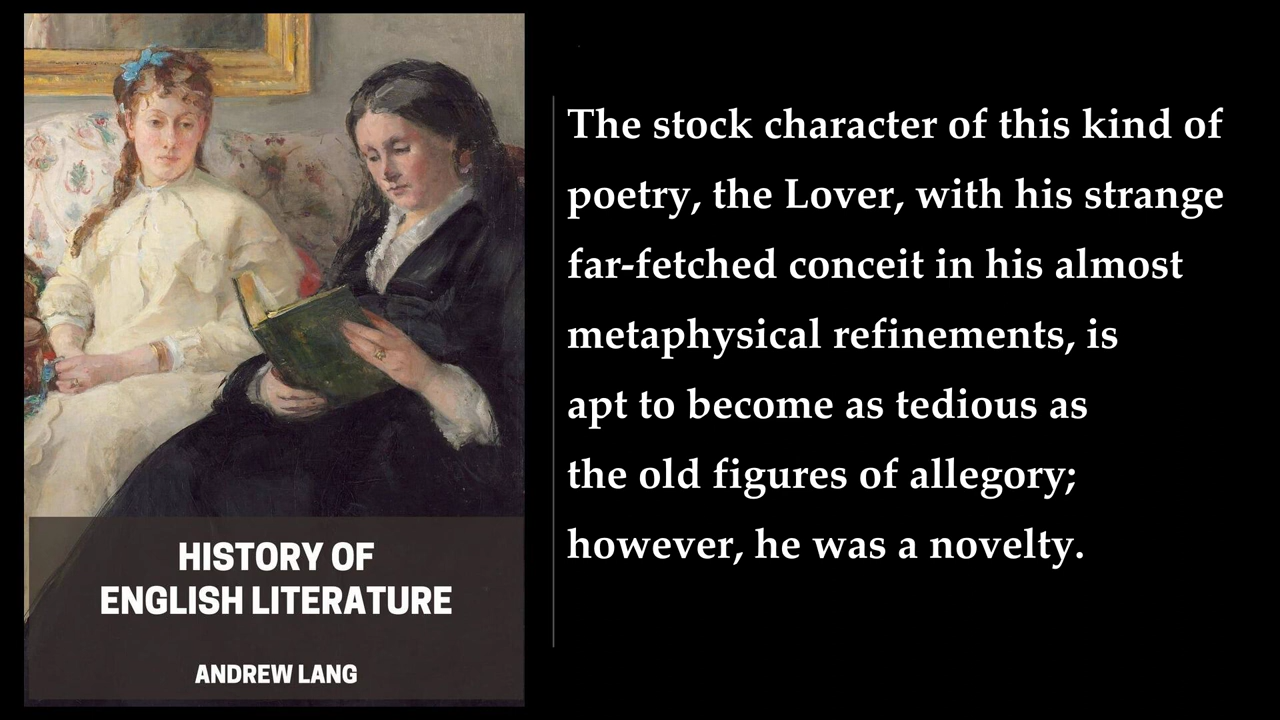 HISTORY OF
ENGLISH LITERATURE
ANDREW LANG
The stock character of this kind of
poetry, the Lover, with his strange
far-fetched conceit in his almost
metaphysical refinements, is
apt to become as tedious as
the old figures of allegory;
however, he was a novelty.